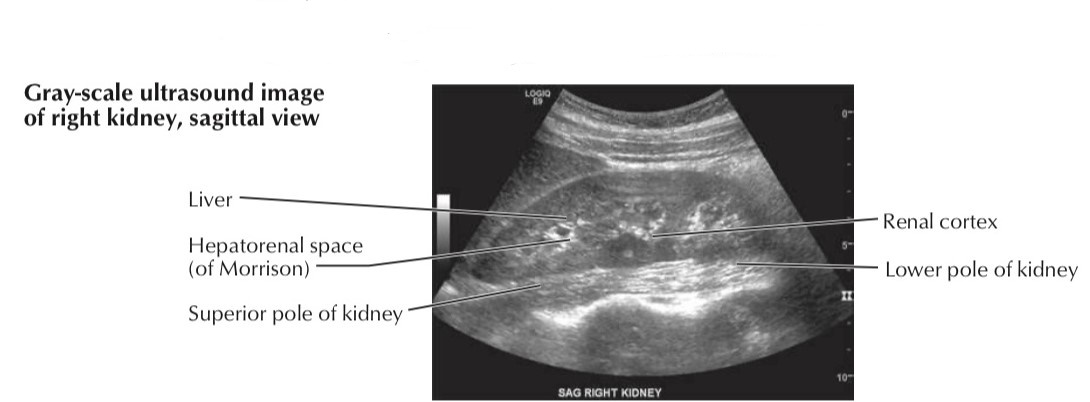 Gray-scale ultrasound image
of right kidney, sagittal view
LOGIQ
E9
0
Liver
Renal cortex
Hepatorenal space
(of Morrison)
5
Lower pole of kidney
Superior pole of kidney
10
SAG RIGHT KIDNEY